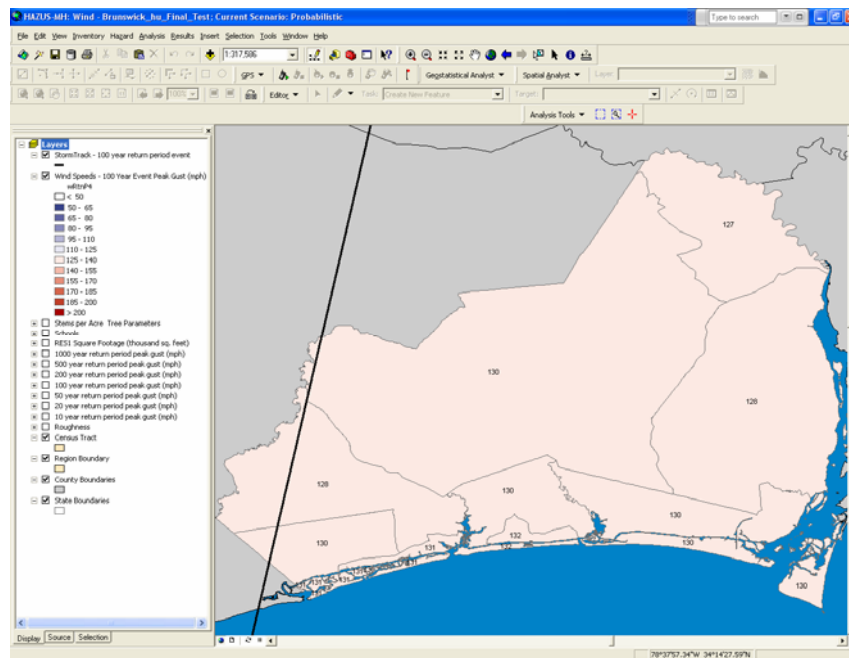 HAZUS-MH: Wind - Brunswick_hu_Final_Test; Current Scenario: Probabilistic
File Edit View Inventory Hazard Analysis Results Insert Selection Tools Window Help
Type to search
1:317,586
GPS
Geostatistical Analyst
Spatial Analyst
Layer:
100%
Editor
Task: Create New Feature
Target:
Analysis Tools
Layers
StormTrack - 100 year return period event
Wind Speeds - 100 Year Event Peak Gust (mph)
wRtnP4
< 50
50 - 65
65 - 80
80 - 95
95 - 110
110 - 125
125 - 140
140 - 155
155 - 170
170 - 185
185 - 200
> 200
Stems per Acre Tree Parameters
Schools
RES1 Square Footage (thousand sq. feet)
1000 year return period peak gust (mph)
500 year return period peak gust (mph)
200 year return period peak gust (mph)
100 year return period peak gust (mph)
50 year return period peak gust (mph)
20 year return period peak gust (mph)
10 year return period peak gust (mph)
Roughness
Census Tract
Region Boundary
County Boundaries
State Boundaries
127
130
128
128
130
130
130
131
132
132
130
131
131
131
130
Display Source Selection
78°37'57.34"W 34°14'27.59"N